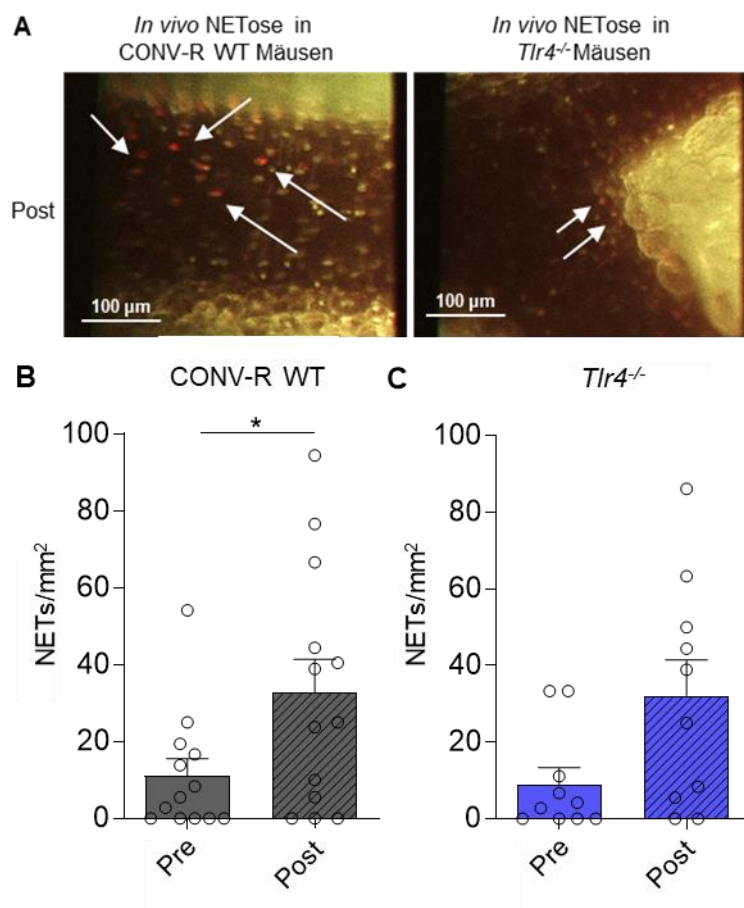 A
In vivo NETose in
CONV-R WT Mäusen
In vivo NETose in
Tlr4-/- Mäusen
Post
100 µm
100 µm
B
CONV-R WT
C
Tlr4-/-
*
NETs/mm²
100
80
60
40
20
0
Pre
Post
NETs/mm²
100
80
60
40
20
0
Pre
Post